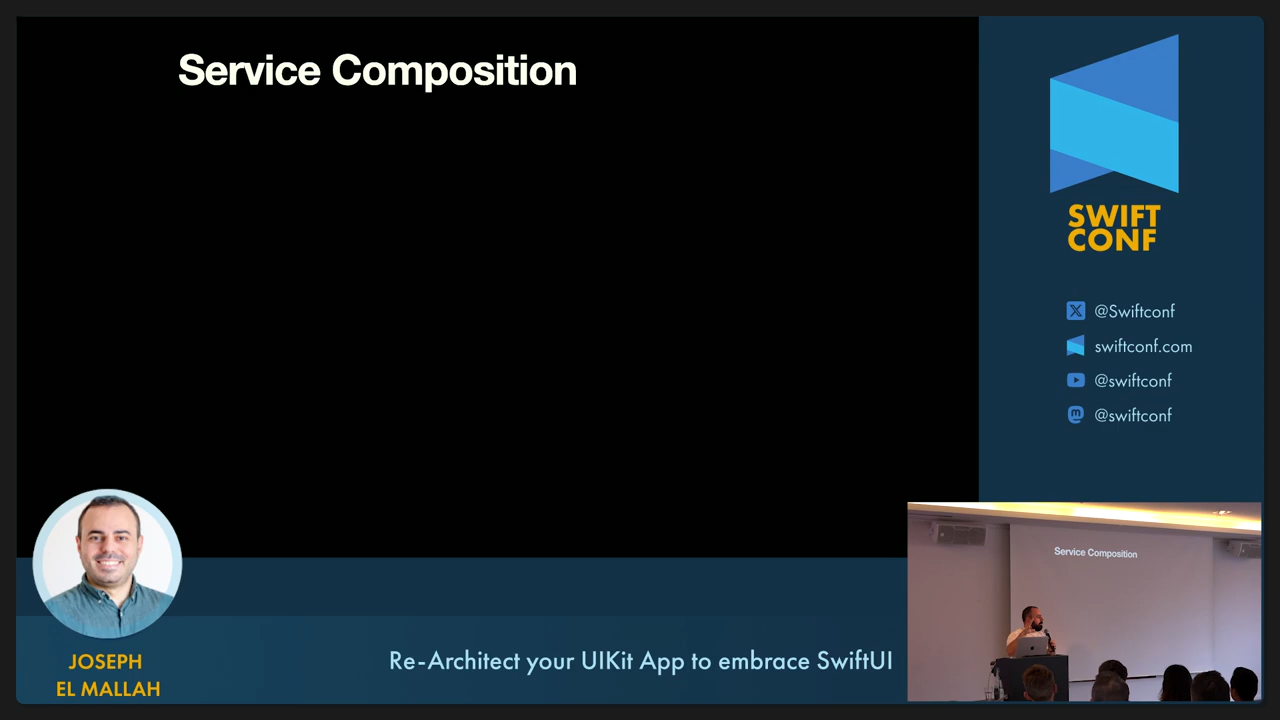 Service Composition
SWIFT
CONF
@Swiftconf
swiftconf.com
@swiftconf
@swiftconf
Service Composition
JOSEPH
EL MALLAH
Re-Architect your UIKit App to embrace SwiftUI